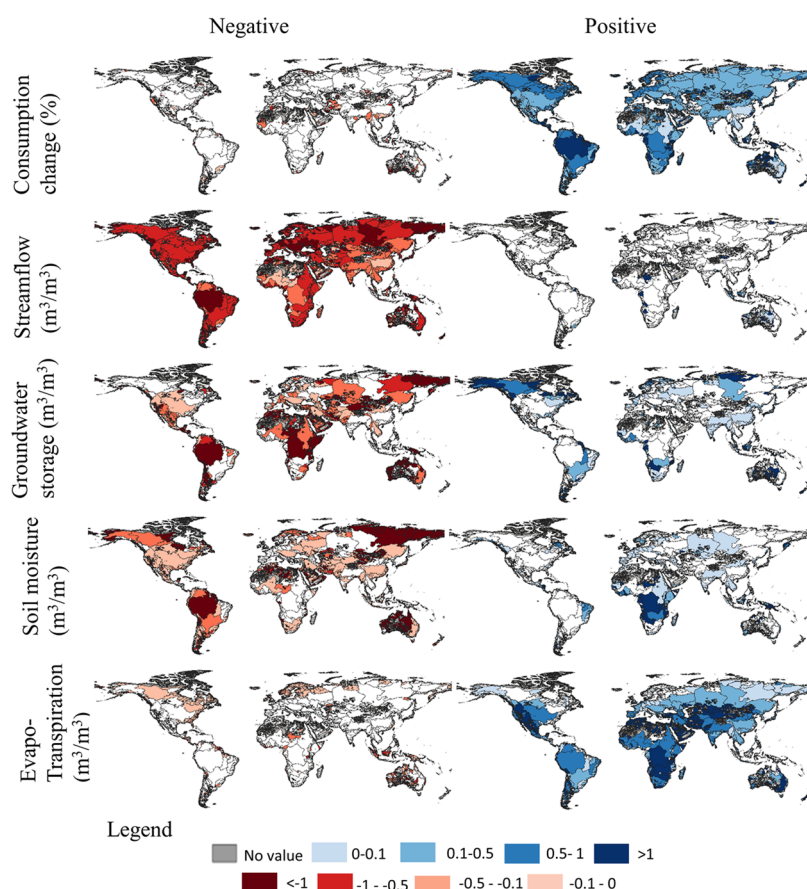 Negative
Positive
Consumption
change (%)
Streamflow
(m³/m³)
Groundwater
storage (m³/m³)
Soil moisture
(m³/m³)
Evapo-
Transpiration
(m³/m³)
Legend
No value
0-0.1
0.1-0.5
0.5- 1
>1
<-1
-1 - -0.5
-0.5 - -0.1
-0.1 - 0